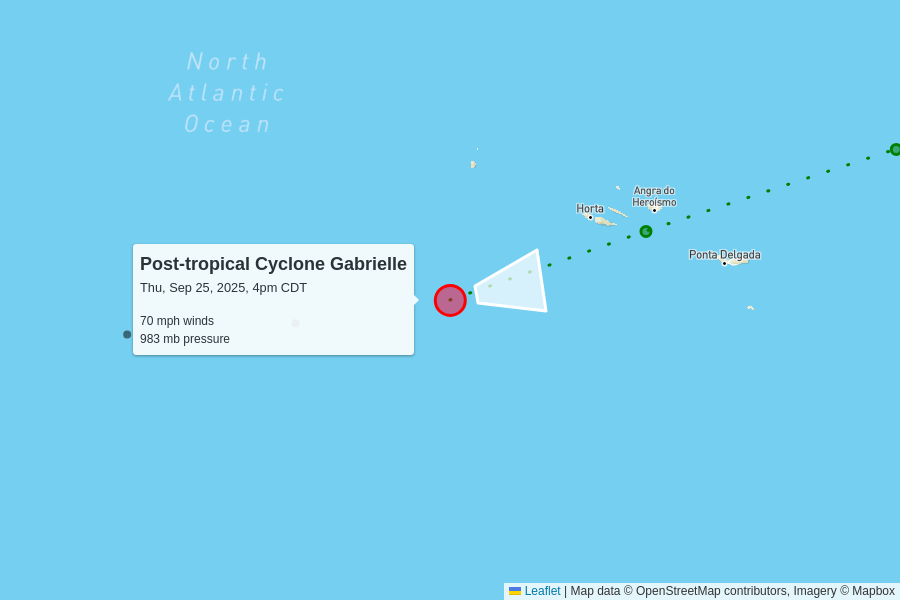 North
Atlantic
Ocean
Angra do
Heroísmo
Horta
Ponta Delgada
Post-tropical Cyclone Gabrielle
Thu, Sep 25, 2025, 4pm CDT
70 mph winds
983 mb pressure
Leaflet | Map data © OpenStreetMap contributors, Imagery © Mapbox